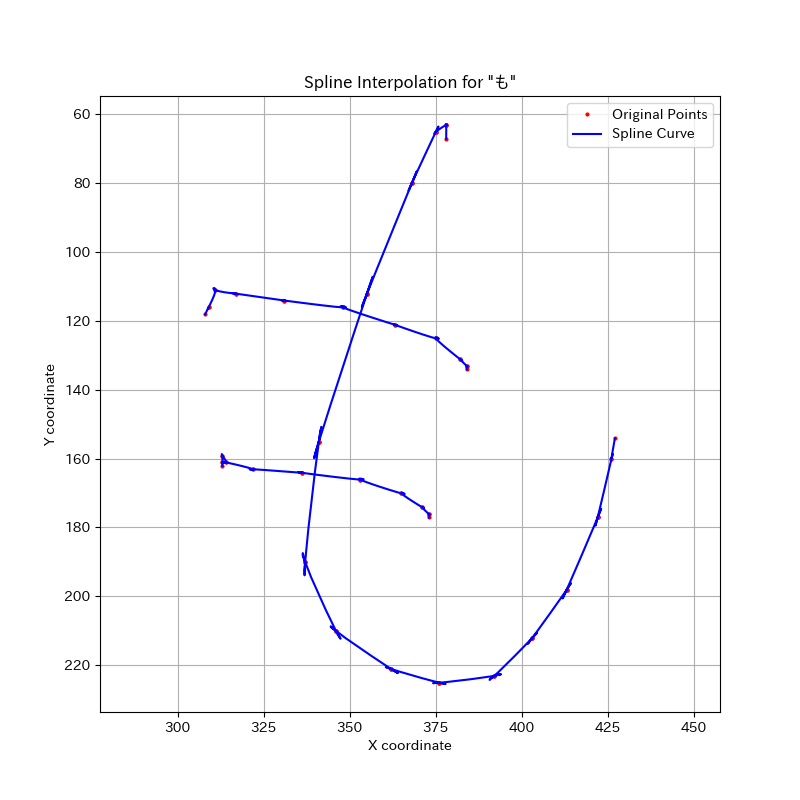 Spline Interpolation for "も"
Original Points
Spline Curve
Y coordinate
60
80
100
120
140
160
180
200
220
300 325 350 375 400 425 450
X coordinate